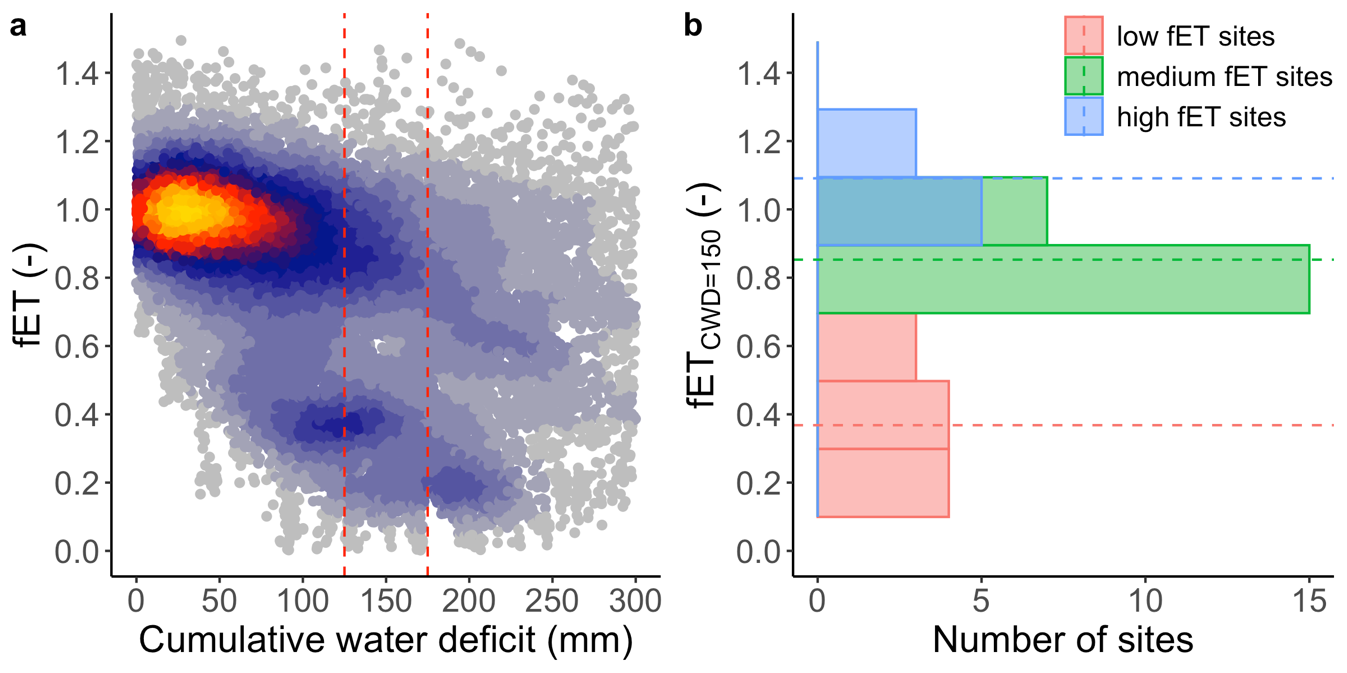 a
fET (-)
1.4
1.2
1.0
0.8
0.6
0.4
0.2
0.0
0 50 100 150 200 250 300
Cumulative water deficit (mm)
b
low fET sites
medium fET sites
high fET sites
fETCWD=150 (-)
1.4
1.2
1.0
0.8
0.6
0.4
0.2
0.0
0 5 10 15
Number of sites